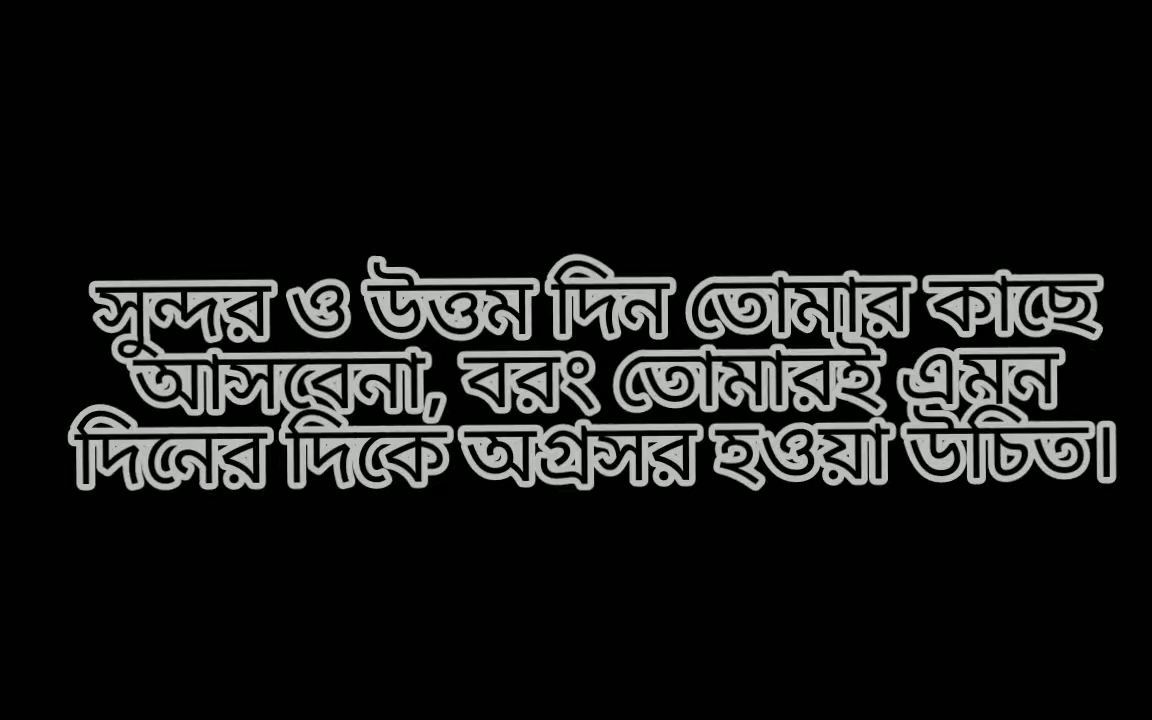 সুন্দর ও উত্তম দিন তোমার কাছে
আসবেনা, বরং তোমারই এমন
দিনের দিকে অগ্রসর হওয়া উচিত।